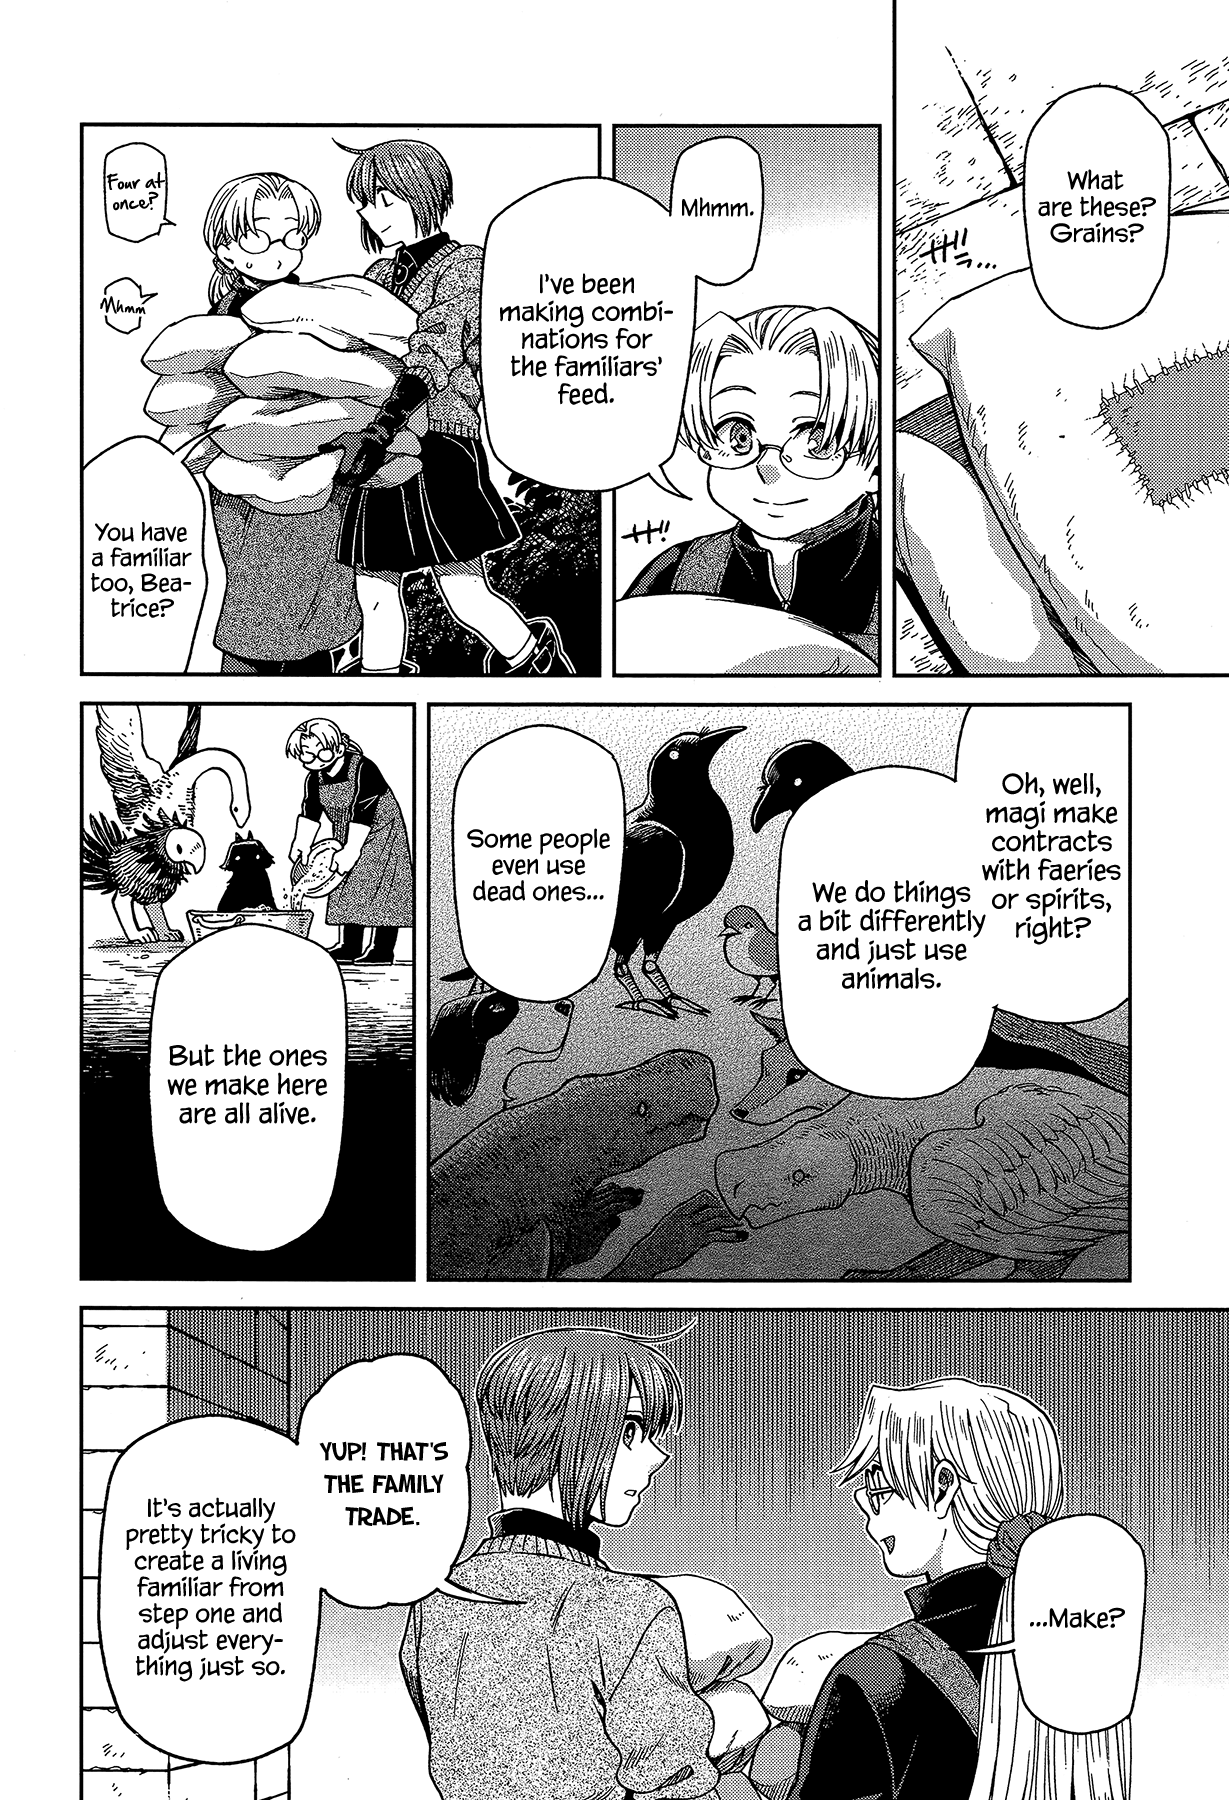 What
are these?
Grains?
Mhmm.
I've been
making combi-
nations for
the familiars'
feed.
Four at
once?
Mhmm
You have
a familiar
too, Bea-
trice?
Oh, well,
magi make
contracts
with faeries
or spirits,
right?
We do things
a bit differently
and just use
animals.
Some people
even use
dead ones...
But the ones
we make here
are all alive.
...Make?
YUP! THAT'S
THE FAMILY
TRADE.
It's actually
pretty tricky to
create a living
familiar from
step one and
adjust every-
thing just so.